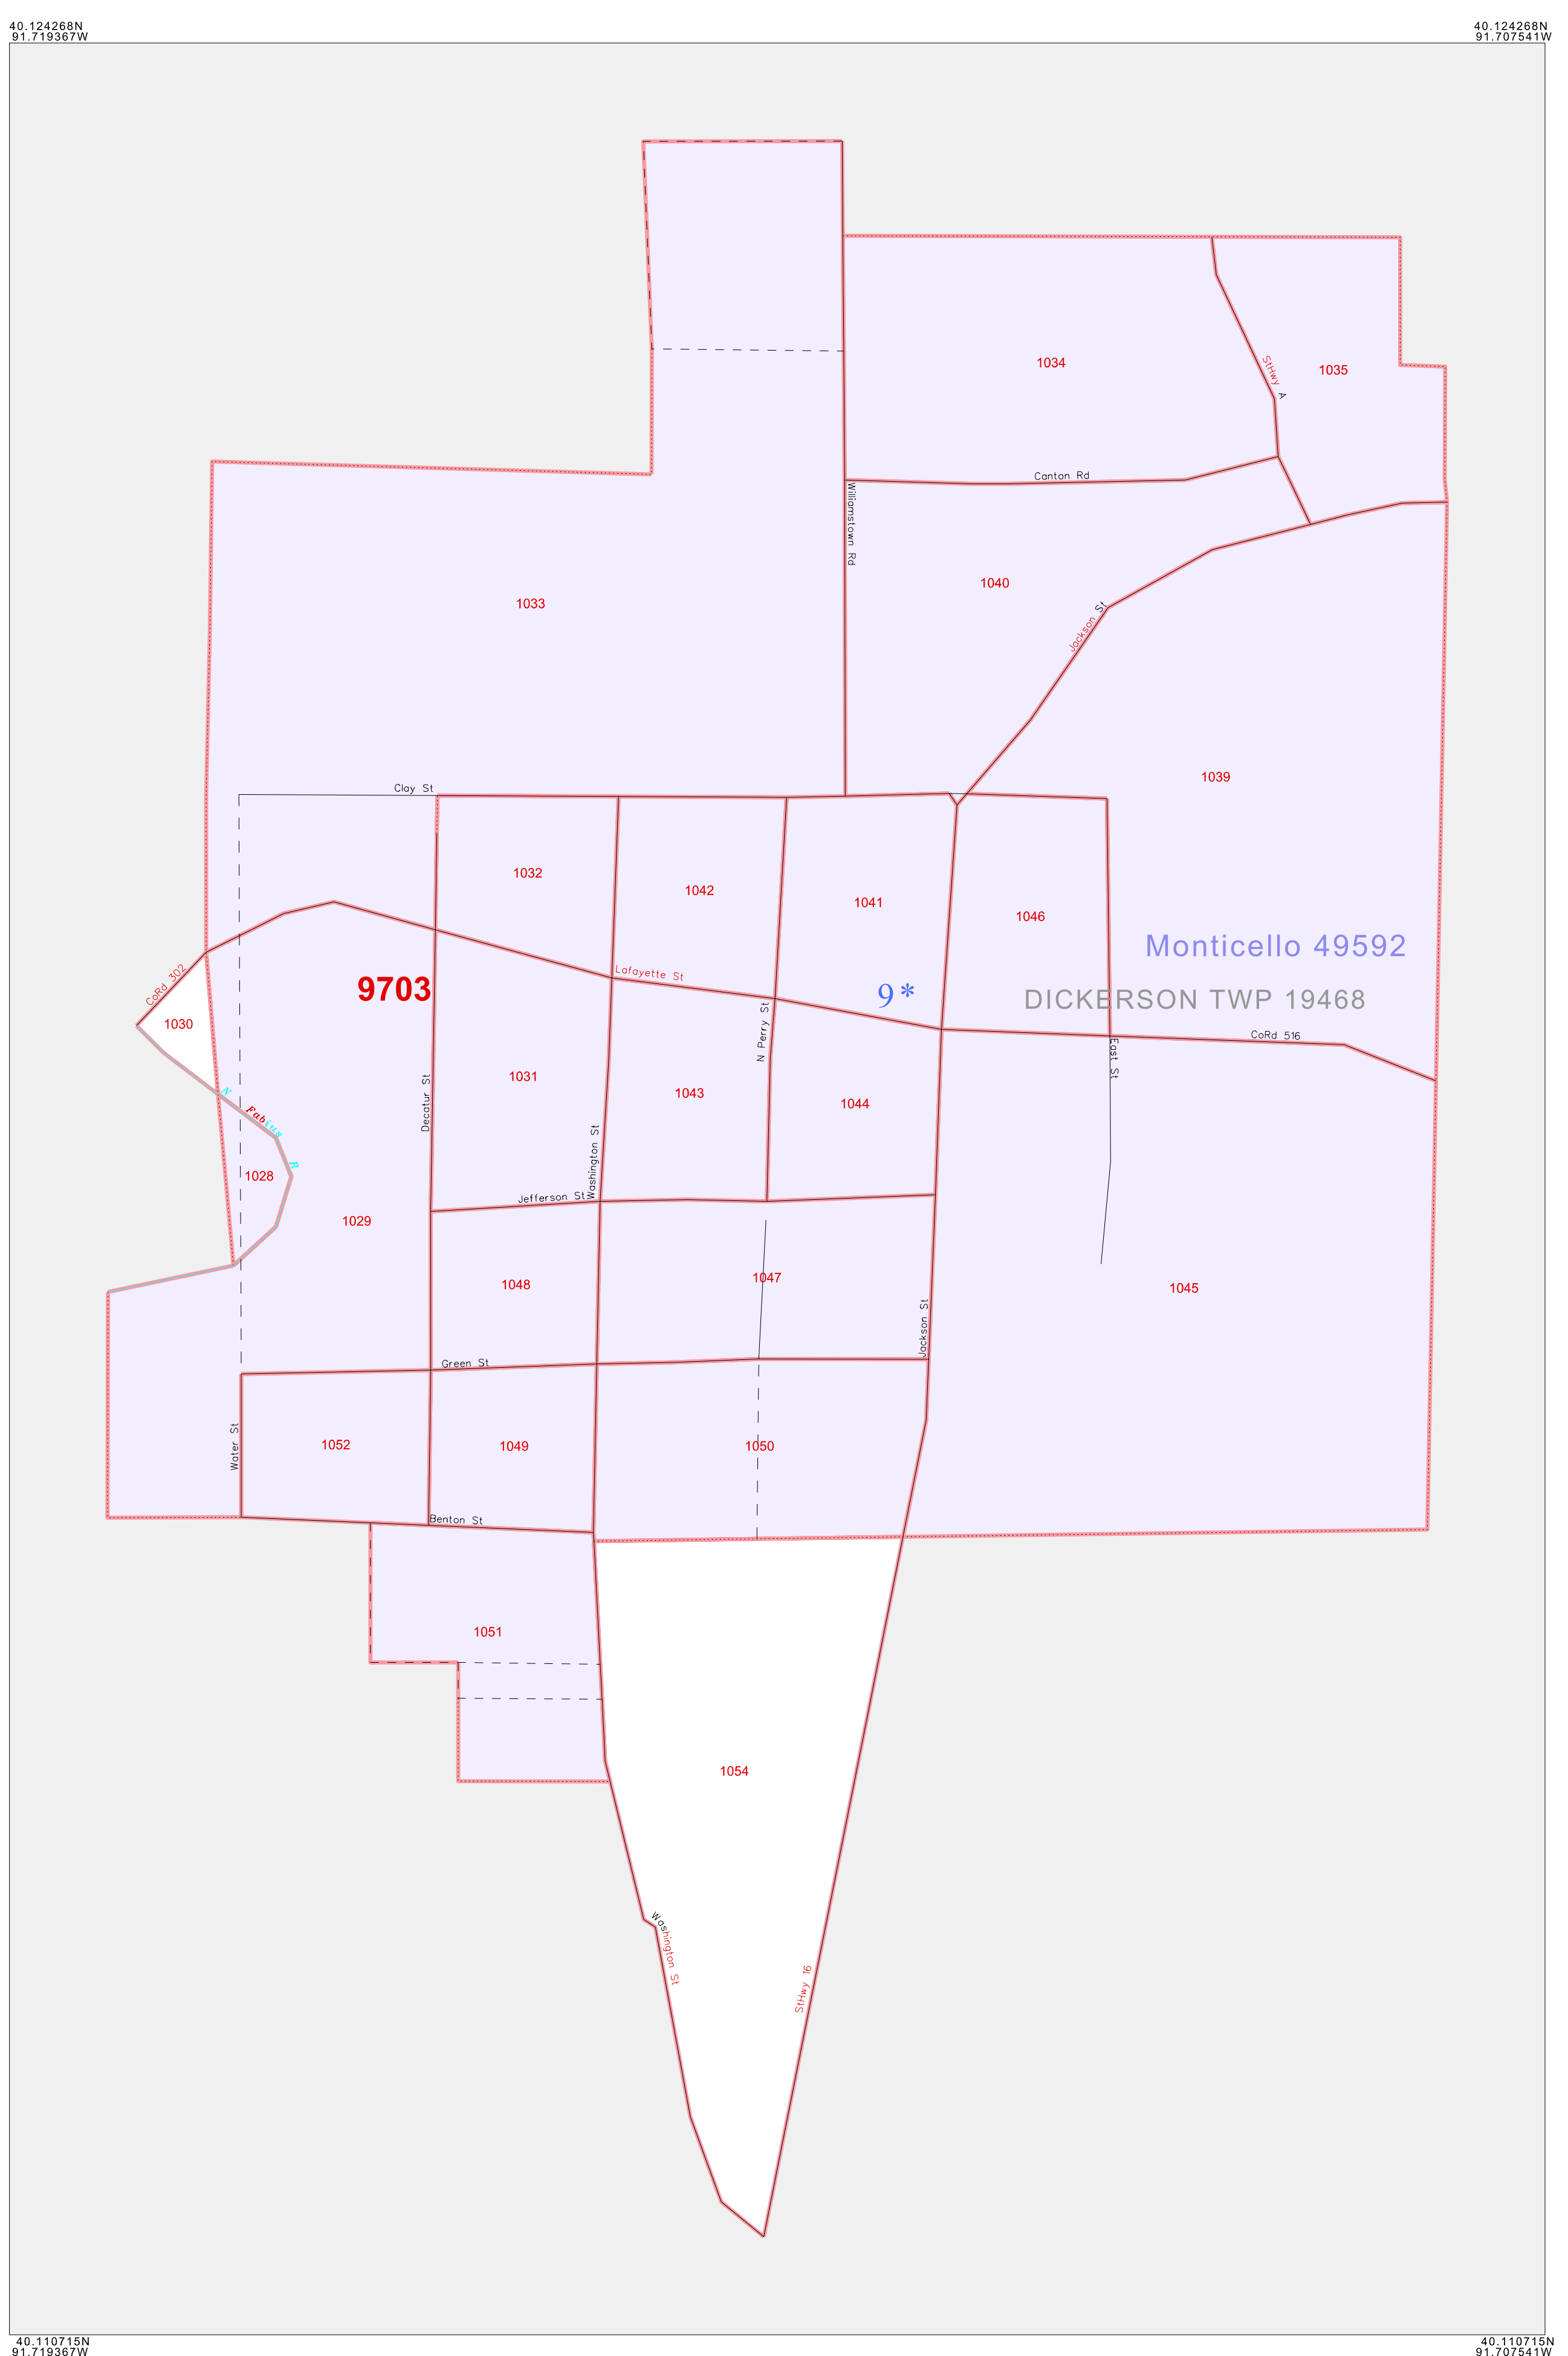 40.124268N
91.719367W
40.124268N
91.707541W
1034
StHwy A
1035
Canton Rd
Williamstown Rd
1040
1033
Jackson St
1039
Clay St
1032
1042
1041
1046
Monticello 49592
CoRd 302
Lafayette St
9703
9*
DICKERSON TWP 19468
1030
N Perry St
CoRd 516
East St
1031
1043
1044
Decatur St
N Fabius R
1028
Washington St
Jefferson St
1029
1048
1047
1045
Jackson St
Green St
Water St
1052
1049
1050
Benton St
1051
1054
Washington St
StHwy 16
40.110715N
91.719367W
40.110715N
91.707541W